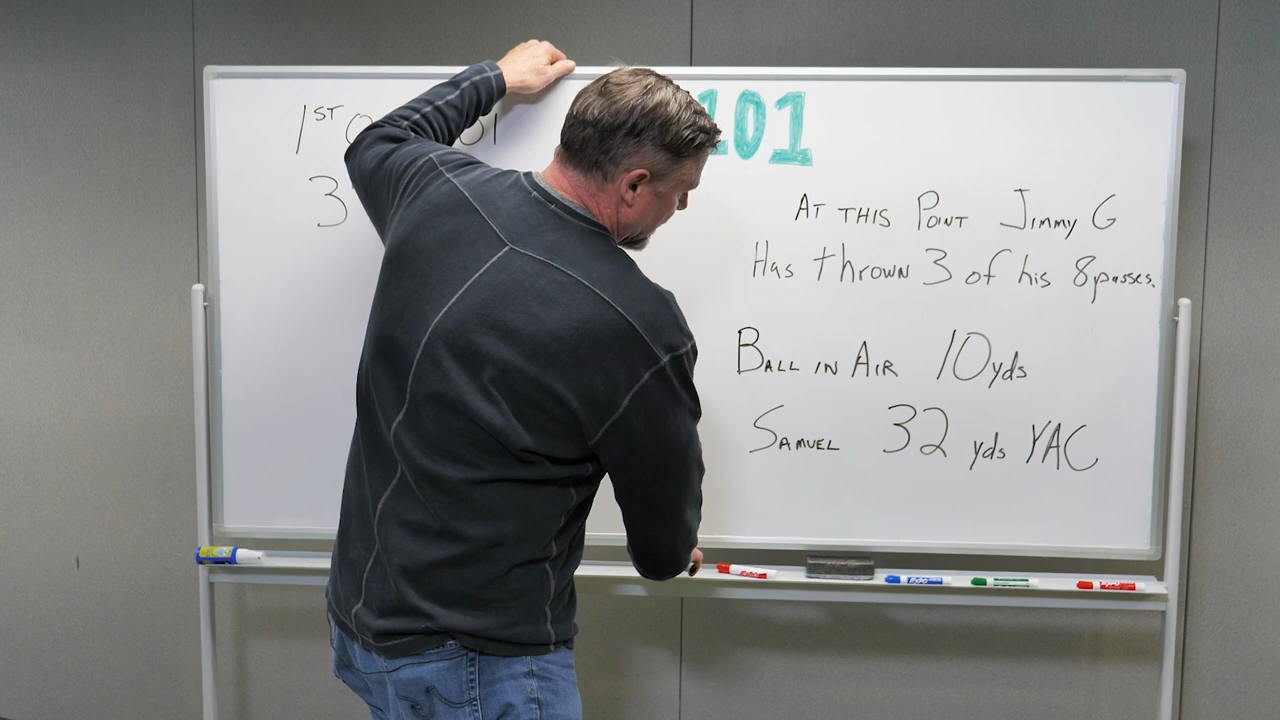 1ST
3
101
AT THIS POINT JIMMY G
Has thrown 3 of his 8 passes.
BALL IN AIR 10 yds
SAMUEL 32 yds YAC